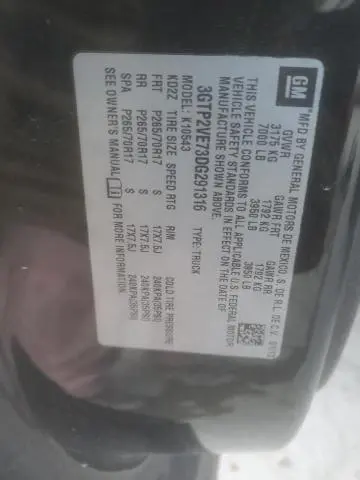 GM
MFD BY GENERAL MOTORS DE MEXICO S. DE R.L. DE C.V.
GVWR GAWR FRT GAWR RR
3175 KG 1792 KG 1792 KG
7000 LB 3950 LB 3950 LB
THIS VEHICLE CONFORMS TO ALL APPLICABLE U.S. FEDERAL MOTOR
VEHICLE SAFETY STANDARDS IN EFFECT ON THE DATE OF
MANUFACTURE SHOWN ABOVE.
3GTP2VE73DG291316 TYPE: TRUCK
MODEL: K10543
KD2Z TIRE SIZE SPEED RTG RIM COLD TIRE PRESSURE
FRT P265/70R17 S 17X7.5J 240KPA(35PSI)
RR P265/70R17 S 17X7.5J 240KPA(35PSI)
SPA P265/70R17 S 17X7.5J 240KPA(35PSI)
SEE OWNER'S MANUAL FOR MORE INFORMATION.